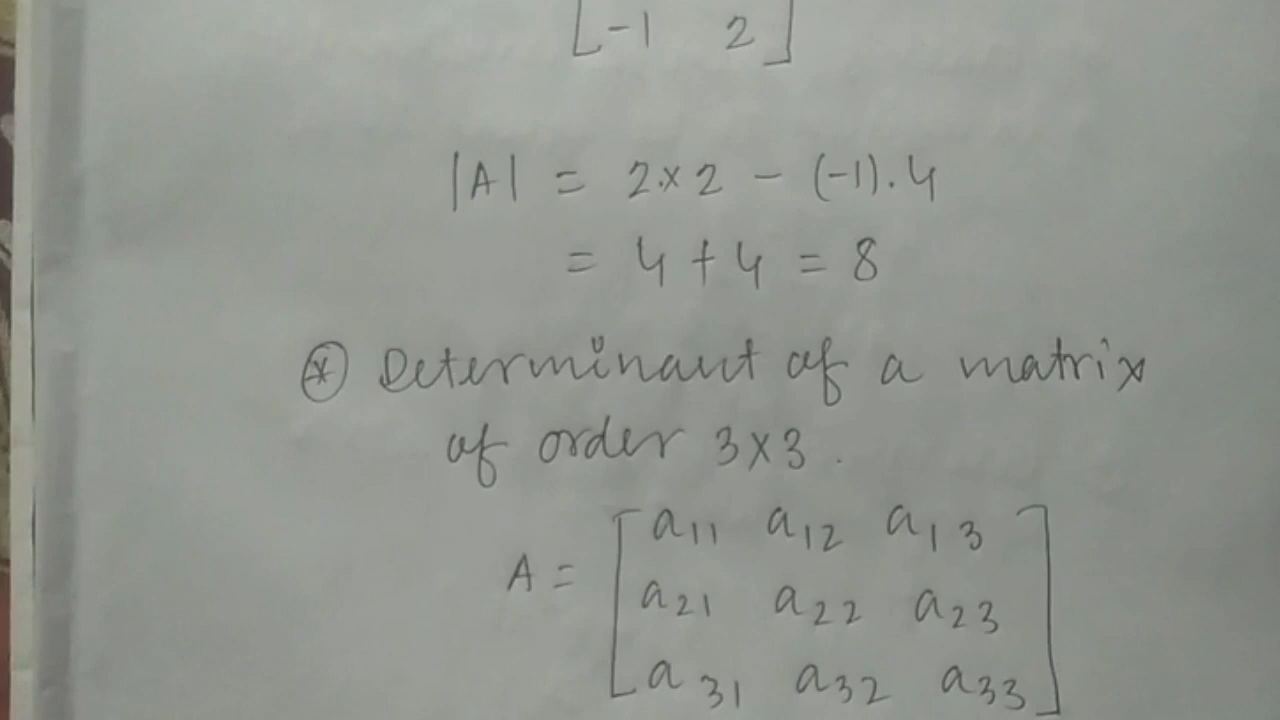 [-1 2]
|A| = 2×2 - (-1).4
= 4 + 4 = 8
⊛ Determinant of a matrix
of order 3×3.
[a11 a12 a13]
A = [a21 a22 a23]
[a31 a32 a33]